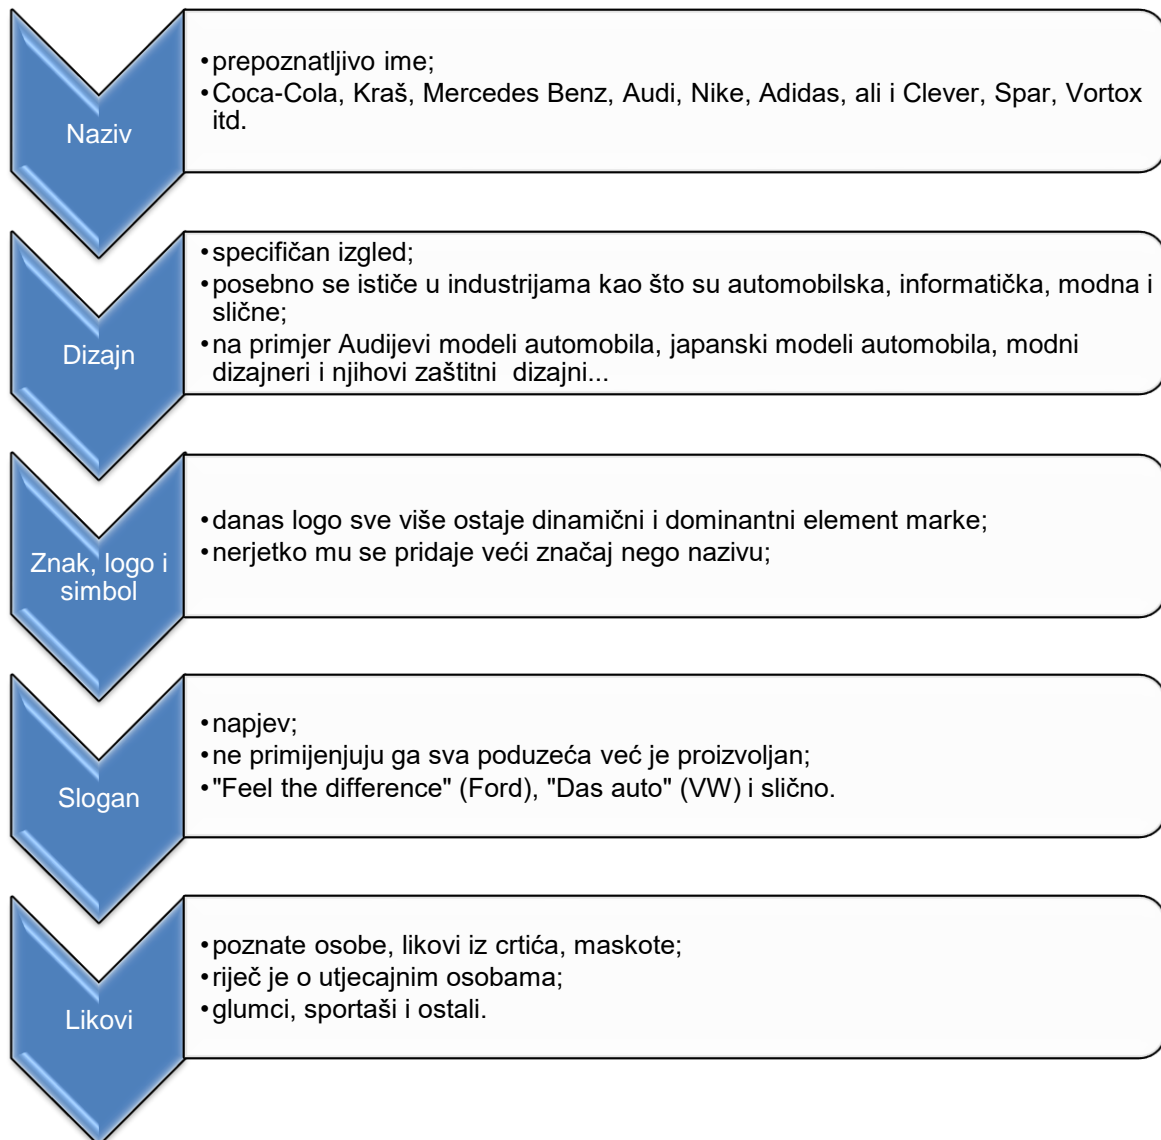 Naziv
•prepoznatljivo ime;
•Coca-Cola, Kraš, Mercedes Benz, Audi, Nike, Adidas, ali i Clever, Spar, Vortox
itd.
Dizajn
•specifičan izgled;
•posebno se ističe u industrijama kao što su automobilska, informatička, modna i
slične;
•na primjer Audijevi modeli automobila, japanski modeli automobila, modni
dizajneri i njihovi zaštitni  dizajni...
Znak, logo i
simbol
•danas logo sve više ostaje dinamični i dominantni element marke;
•nerjetko mu se pridaje veći značaj nego nazivu;
Slogan
•napjev;
•ne primijenjuju ga sva poduzeća već je proizvoljan;
•"Feel the difference" (Ford), "Das auto" (VW) i slično.
Likovi
•poznate osobe, likovi iz crtića, maskote;
•riječ je o utjecajnim osobama;
•glumci, sportaši i ostali.